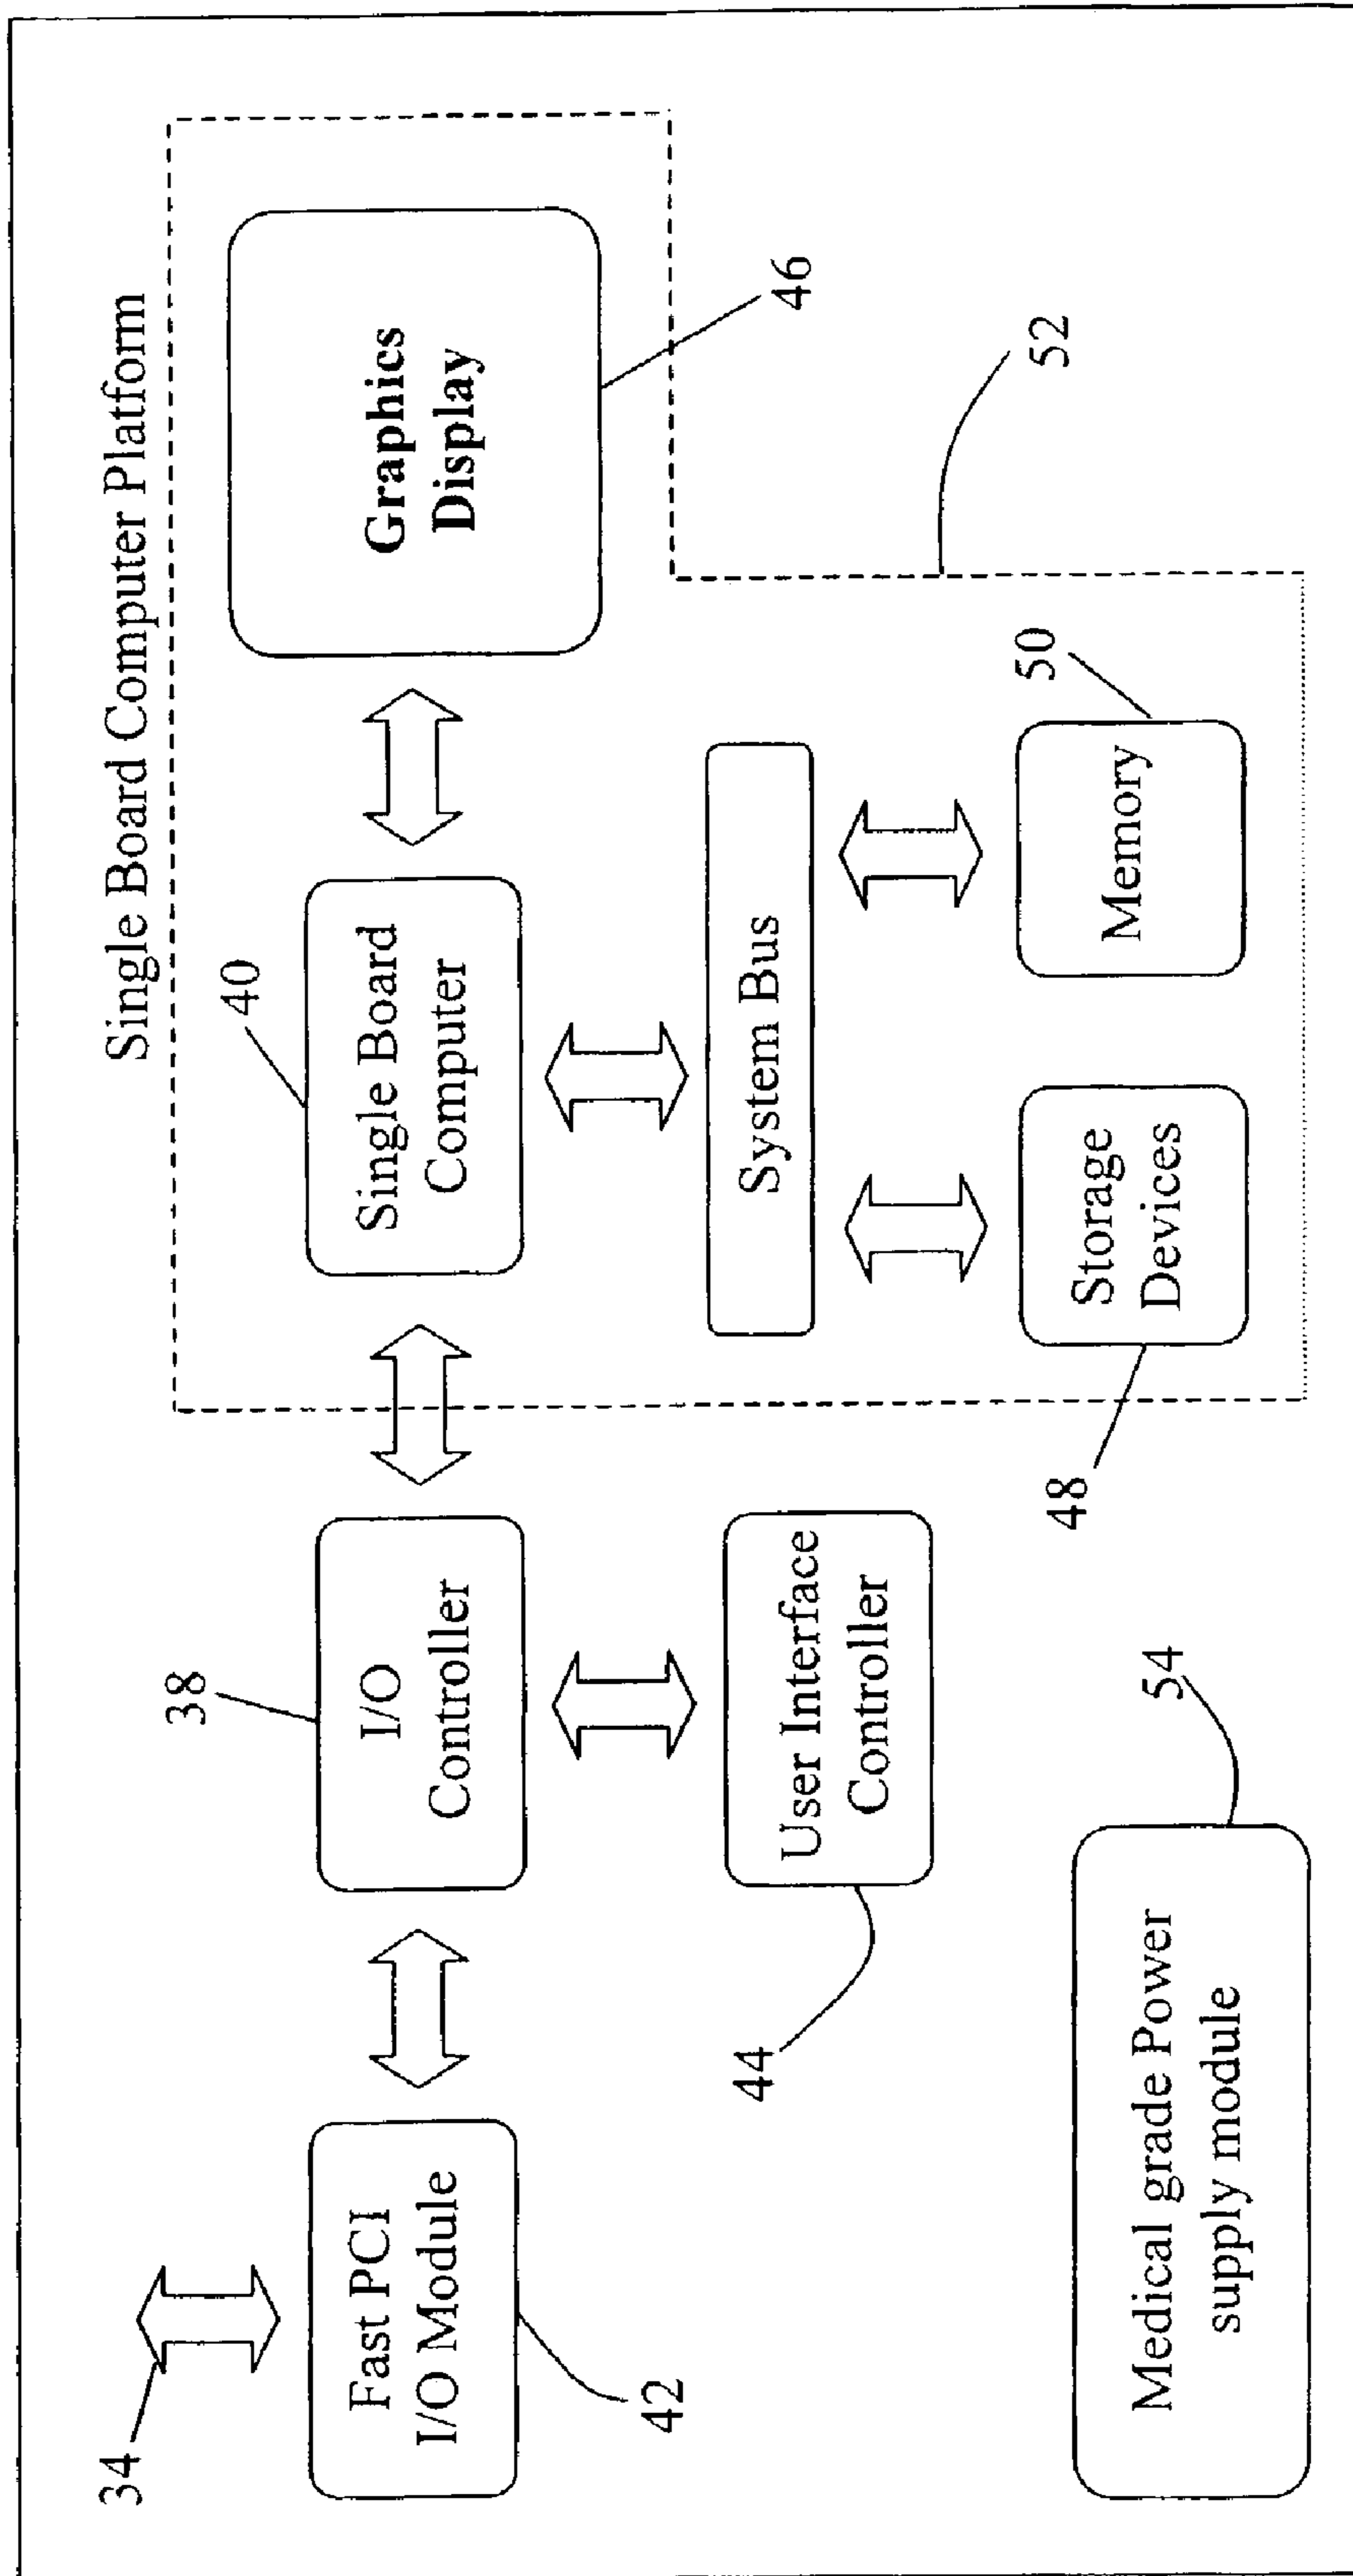 Single Board Computer Platform
34
38
40
Fast PCI
I/O Module
I/O
Controller
Single Board
Computer
Graphics
Display
42
46
44
User Interface
Controller
System Bus
52
48
50
Storage
Devices
Memory
54
Medical grade Power
supply module